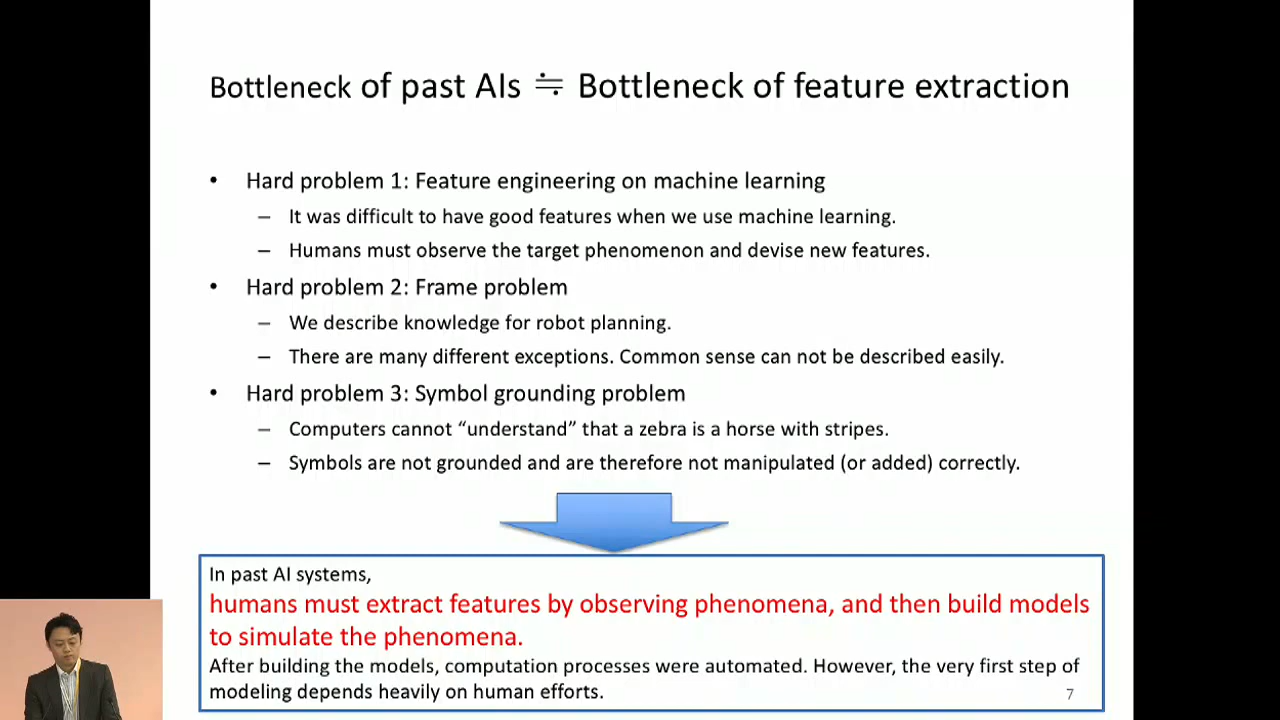 Bottleneck of past AIs ≒ Bottleneck of feature extraction
• Hard problem 1: Feature engineering on machine learning
– It was difficult to have good features when we use machine learning.
– Humans must observe the target phenomenon and devise new features.
• Hard problem 2: Frame problem
– We describe knowledge for robot planning.
– There are many different exceptions. Common sense can not be described easily.
• Hard problem 3: Symbol grounding problem
– Computers cannot “understand” that a zebra is a horse with stripes.
– Symbols are not grounded and are therefore not manipulated (or added) correctly.
In past AI systems,
humans must extract features by observing phenomena, and then build models
to simulate the phenomena.
After building the models, computation processes were automated. However, the very first step of
modeling depends heavily on human efforts.
7